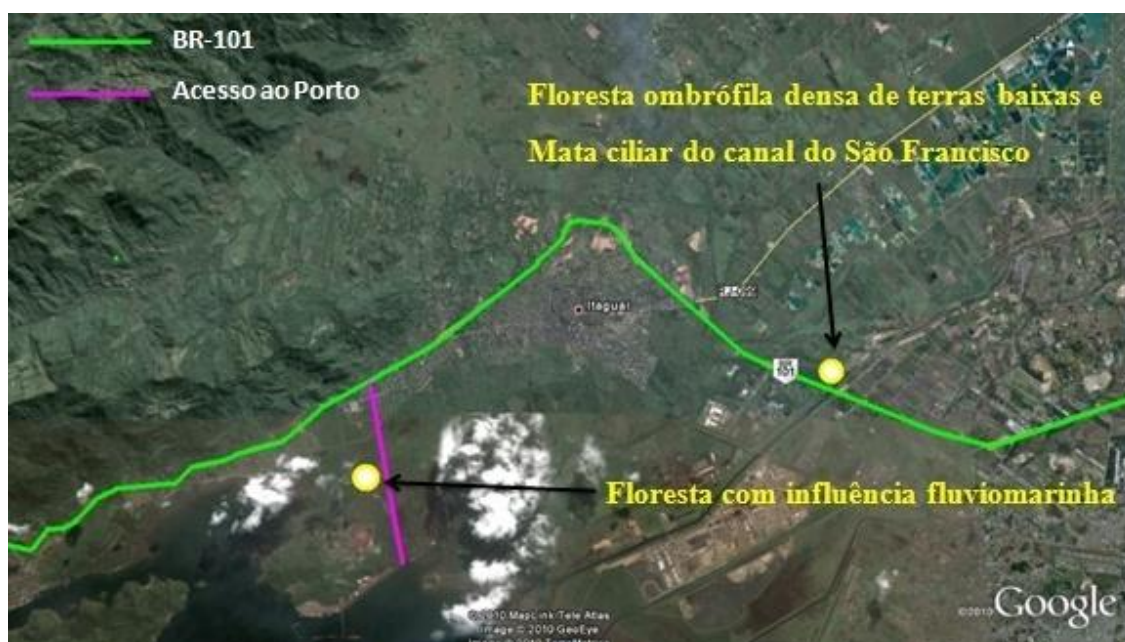 BR-101
Acesso ao Porto
Floresta ombrófila densa de terras baixas e
Mata ciliar do canal do São Francisco
Itaguaí
101
Floresta com influência fluviomarinha
© 2010 MapLink/Tele Atlas
Image © 2010 GeoEye
©2010 Google